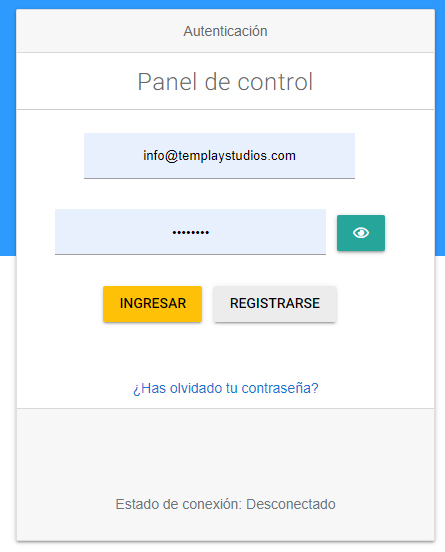 Autenticación
Panel de control
info@templaystudios.com
••••••••
INGRESAR REGISTRARSE
¿Has olvidado tu contraseña?
Estado de conexión: Desconectado